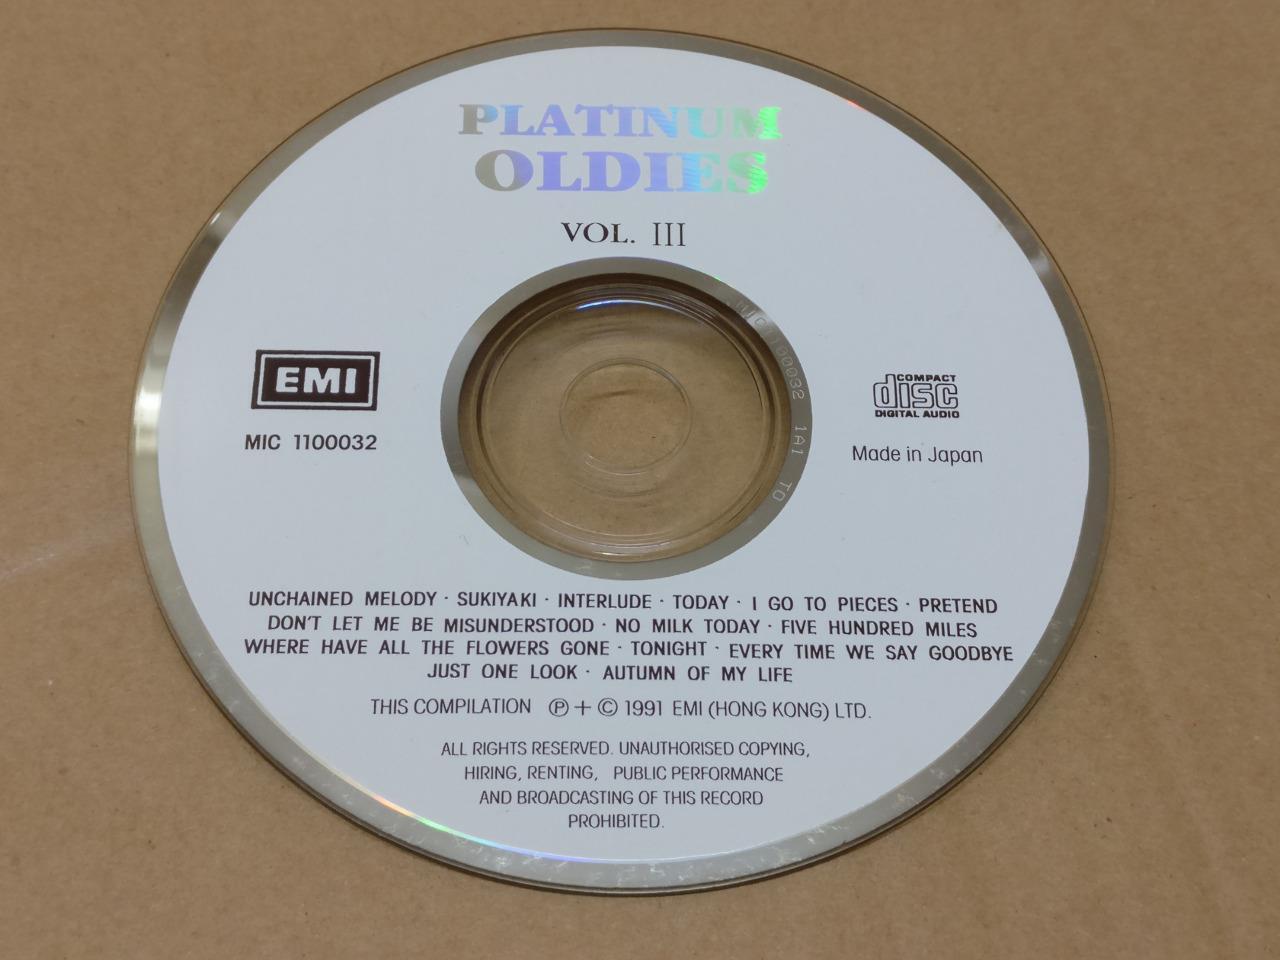 PLATINUM
OLDIES
VOL. III
EMI
MIC 1100032
COMPACT
disc
DIGITAL AUDIO
Made in Japan
MIC1100032 1A1 TO
UNCHAINED MELODY · SUKIYAKI · INTERLUDE · TODAY · I GO TO PIECES · PRETEND
DON'T LET ME BE MISUNDERSTOOD · NO MILK TODAY · FIVE HUNDRED MILES
WHERE HAVE ALL THE FLOWERS GONE · TONIGHT · EVERY TIME WE SAY GOODBYE
JUST ONE LOOK · AUTUMN OF MY LIFE
THIS COMPILATION ℗ + © 1991 EMI (HONG KONG) LTD.
ALL RIGHTS RESERVED. UNAUTHORISED COPYING,
HIRING, RENTING, PUBLIC PERFORMANCE
AND BROADCASTING OF THIS RECORD
PROHIBITED.